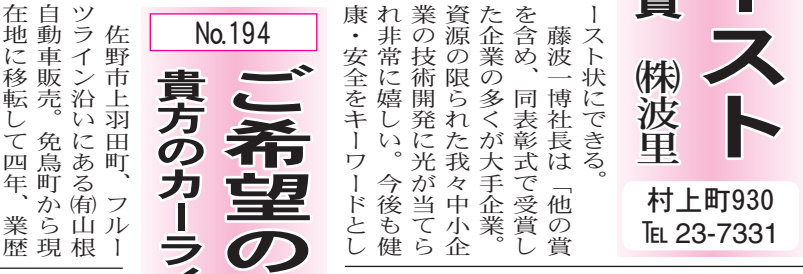 ースト
賞 ㈱波里
村上町930
℡ 23-7331
ースト状にできる。
藤波一博社長は「他の賞
を含め、同表彰式で受賞し
た企業の多くが大手企業。
資源の限られた我々中小企
業の技術開発に光が当てら
れ非常に嬉しい。今後も健
康・安全をキーワードとし
No.194
ご希望の
貴方のカーライ
佐野市上羽田町、フルー
ツライン沿いにある㈲山根
自動車販売。免鳥町から現
在地に移転して四年、業歴